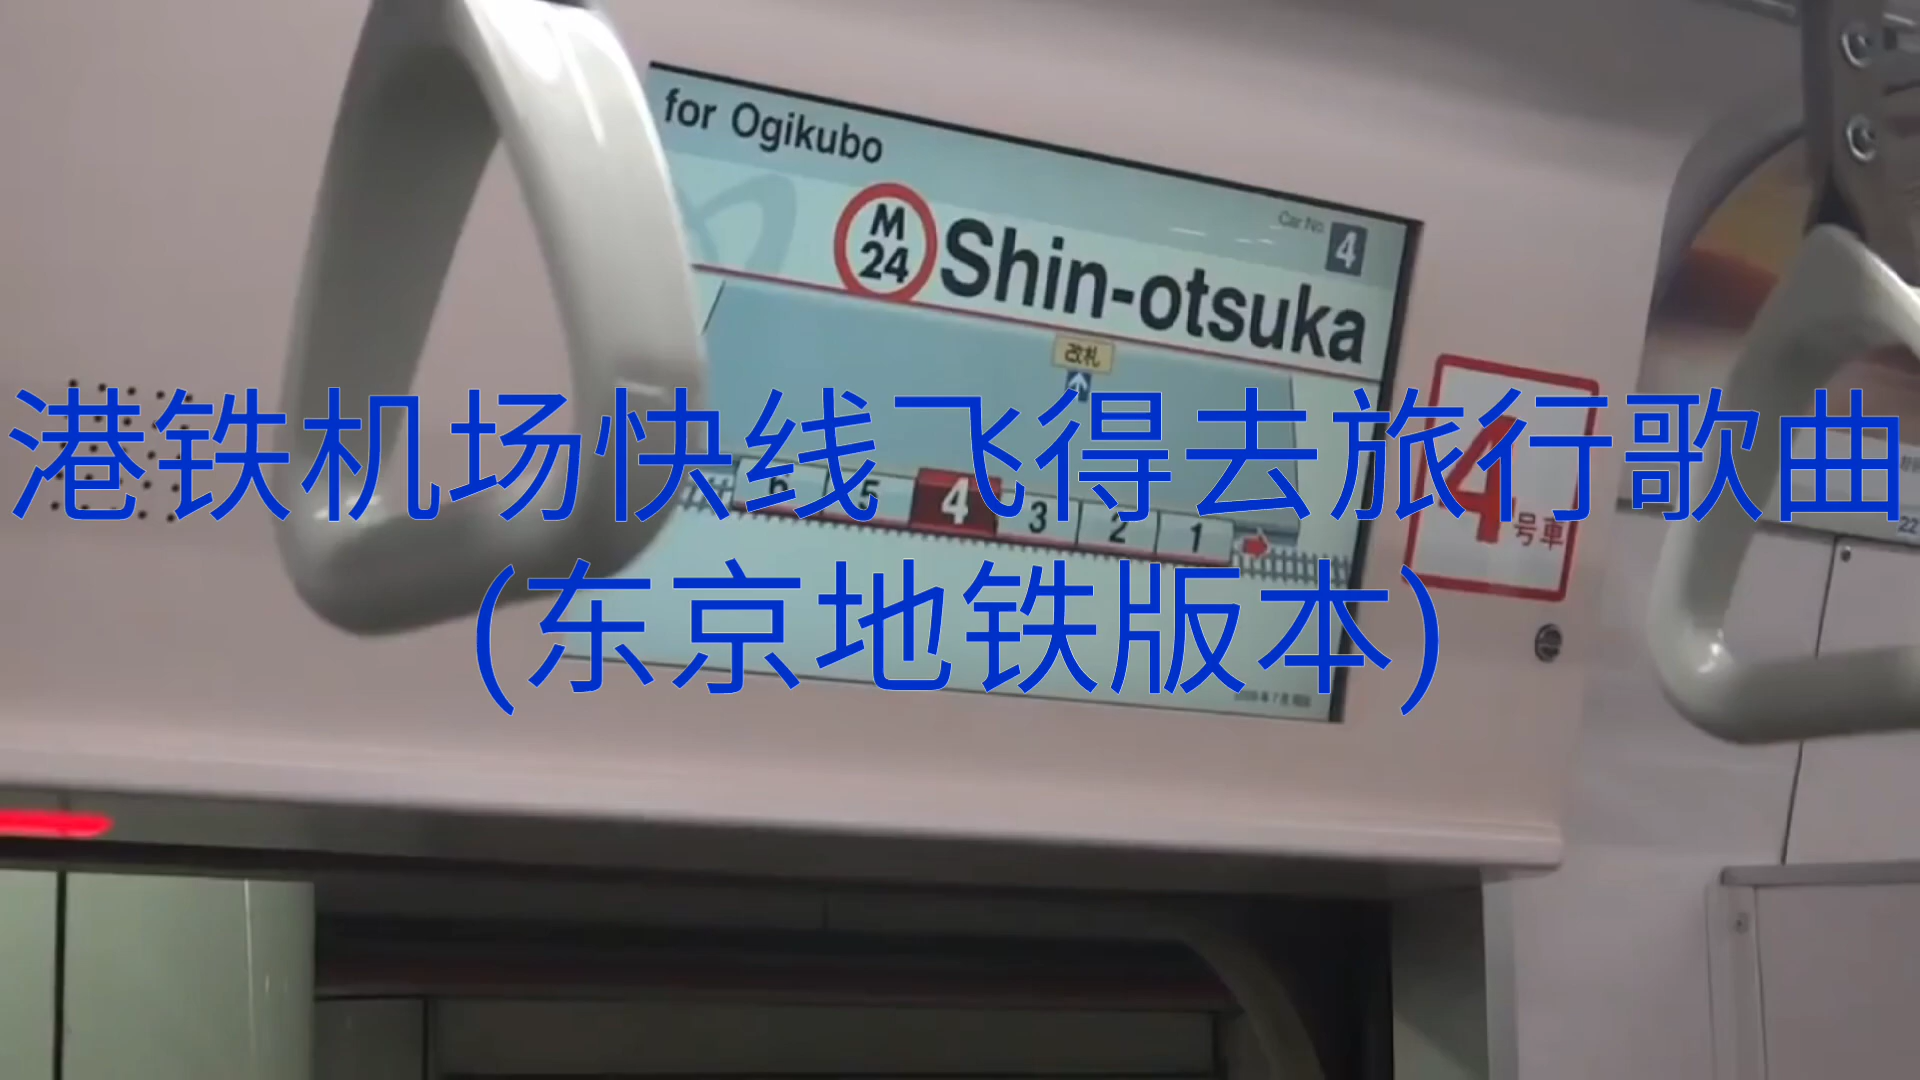 for Ogikubo
Car No. 4
M
24
Shin-otsuka
改札
港铁机场快线飞得去旅行歌曲
6 5 4 3 2 1
4
号車
(东京地铁版本)